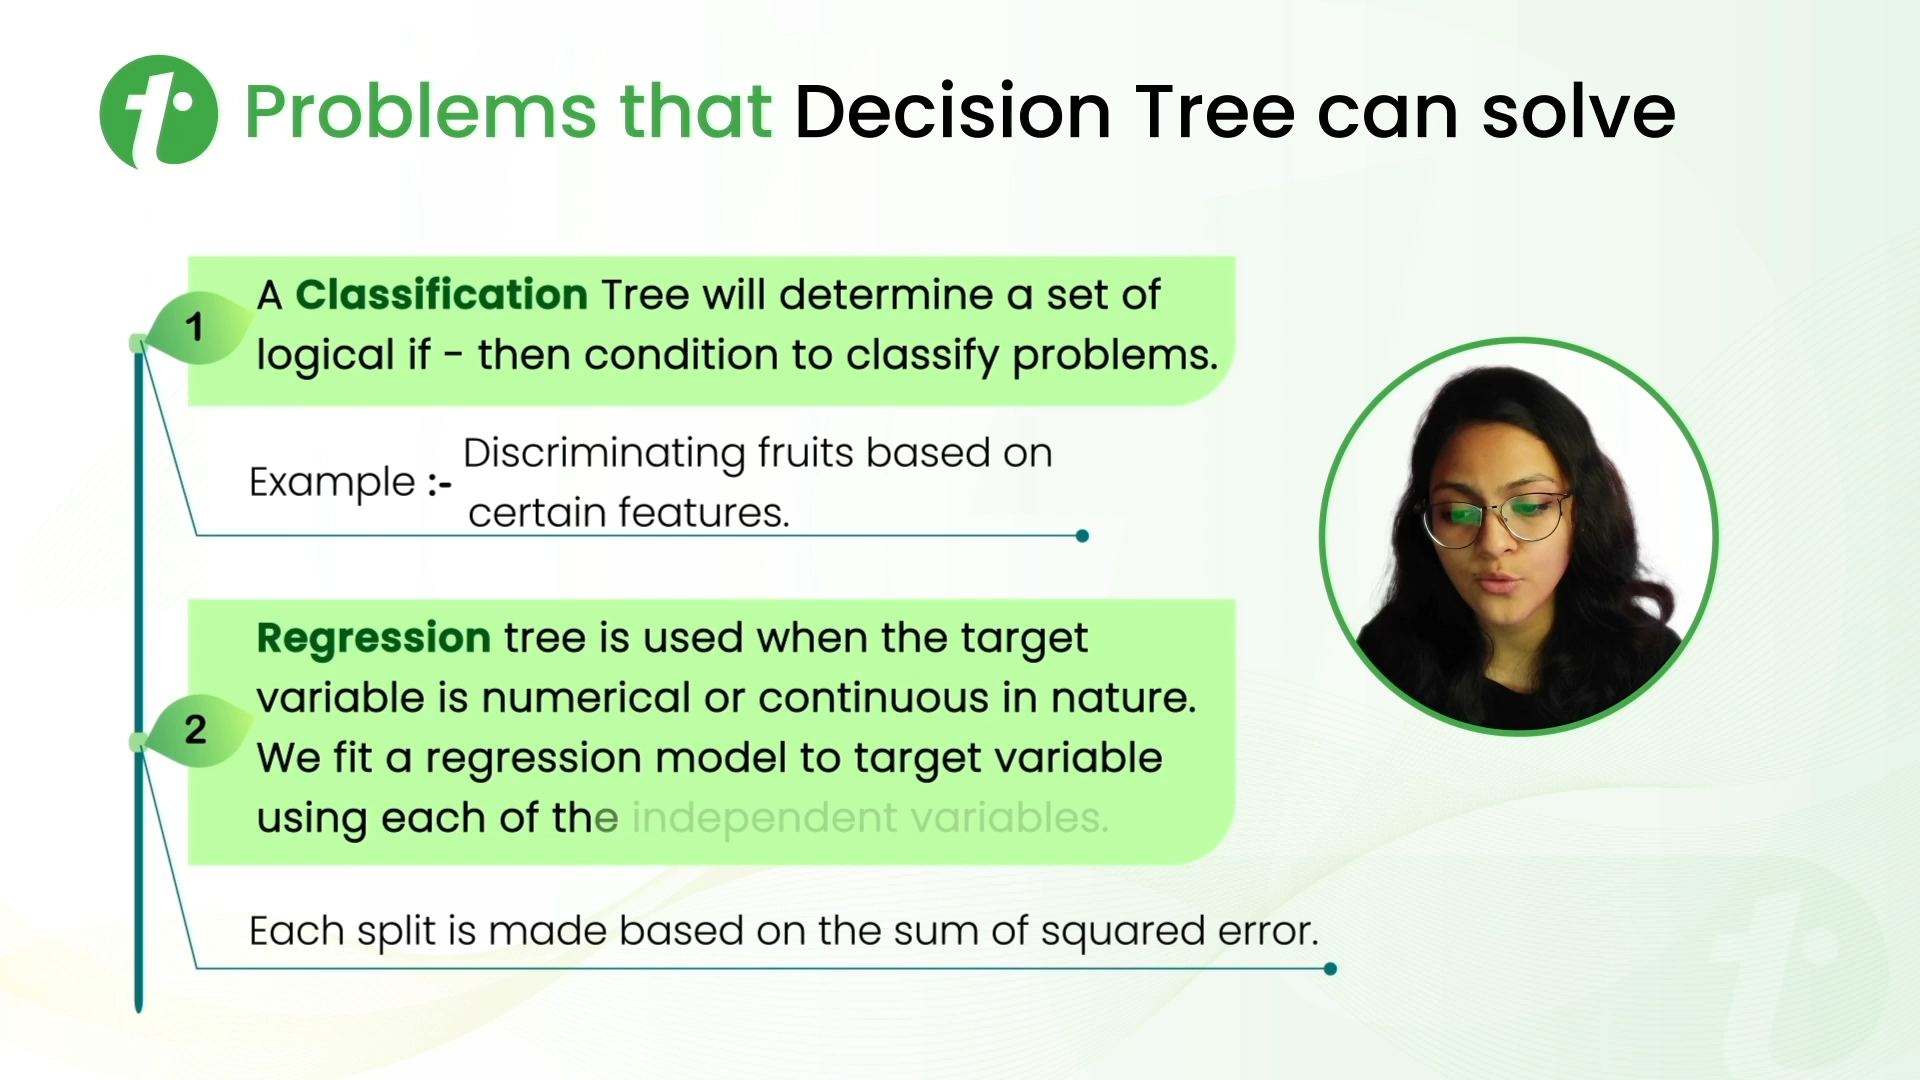 Problems that Decision Tree can solve
1
A Classification Tree will determine a set of
logical if - then condition to classify problems.
Example :- Discriminating fruits based on
certain features.
2
Regression tree is used when the target
variable is numerical or continuous in nature.
We fit a regression model to target variable
using each of the independent variables.
Each split is made based on the sum of squared error.